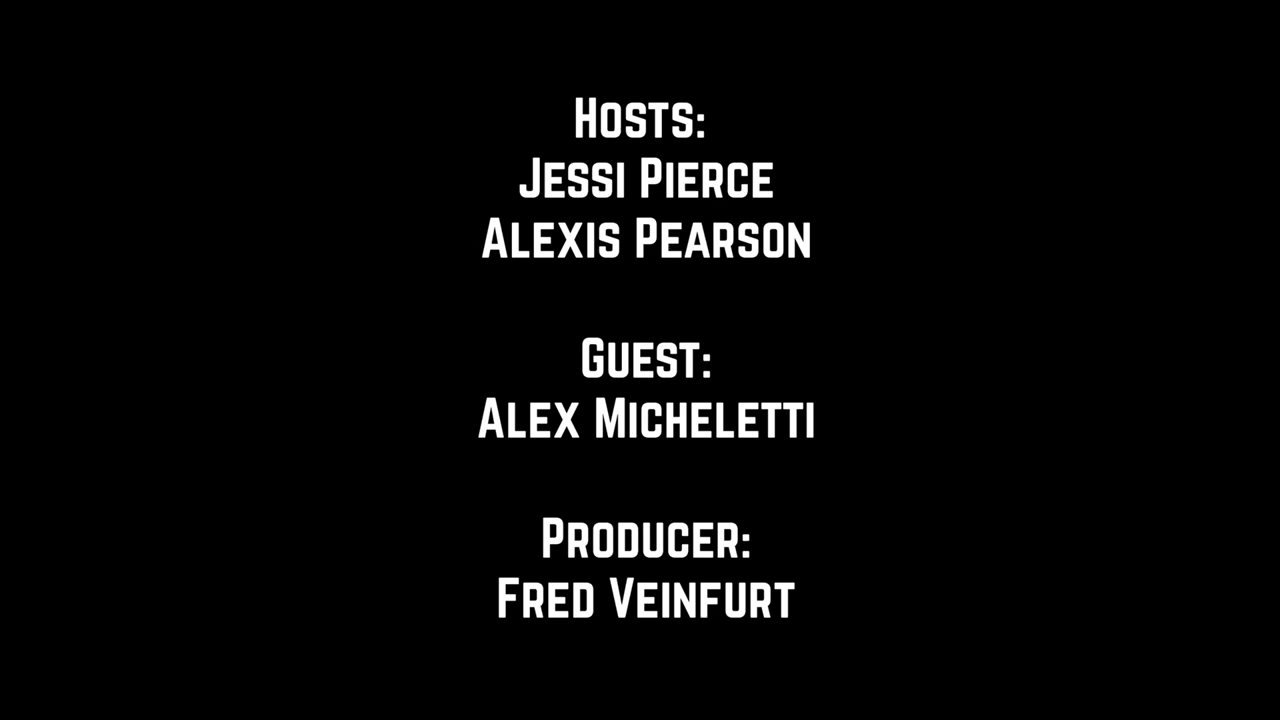 Hosts:
Jessi Pierce
Alexis Pearson
Guest:
Alex Micheletti
Producer:
Fred Veinfurt